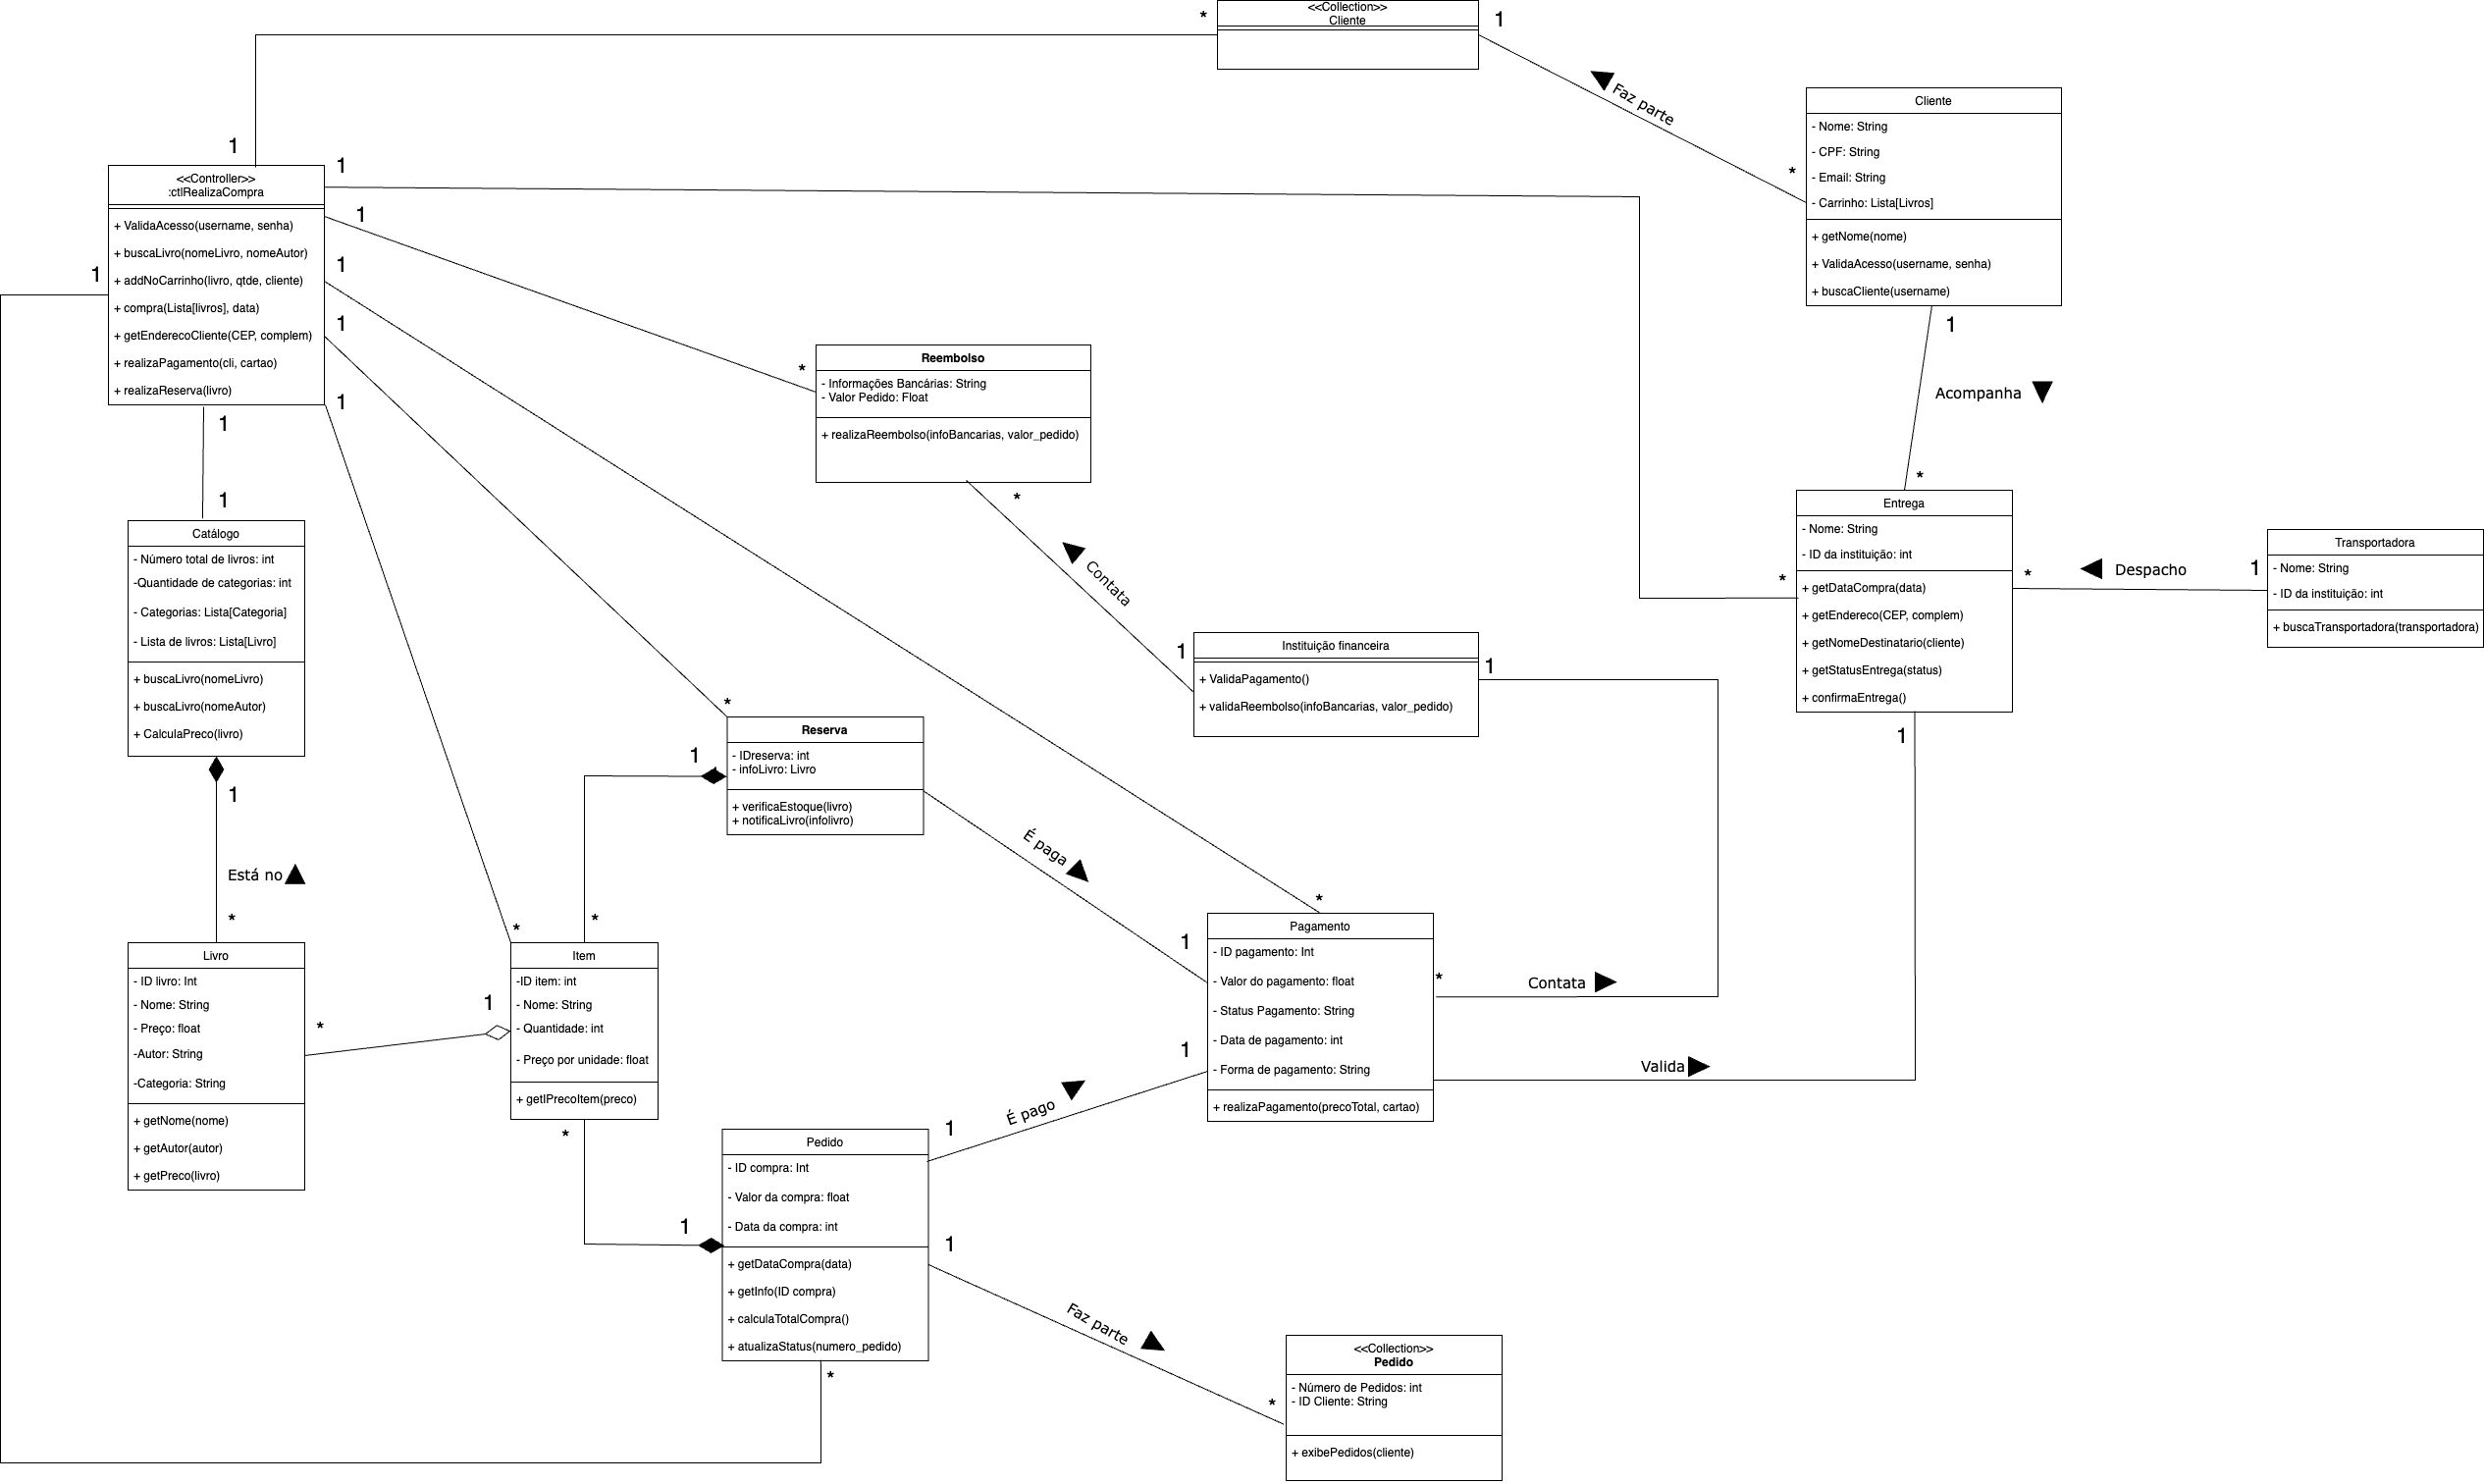 <<Collection>>
Cliente
*
1
Faz parte
*
1
Cliente
- Nome: String
- CPF: String
- Email: String
- Carrinho: Lista[Livros]
+ getNome(nome)
+ ValidaAcesso(username, senha)
+ buscaCliente(username)
1
Acompanha
*
<<Controller>>
:ctlRealizaCompra
+ ValidaAcesso(username, senha)
+ buscaLivro(nomeLivro, nomeAutor)
+ addNoCarrinho(livro, qtde, cliente)
+ compra(Lista[livros], data)
+ getEnderecoCliente(CEP, complem)
+ realizaPagamento(cli, cartao)
+ realizaReserva(livro)
1
1
1
1
1
1
1
1
*
Reembolso
- Informações Bancárias: String
- Valor Pedido: Float
+ realizaReembolso(infoBancarias, valor_pedido)
*
Contata
1
Instituição financeira
+ ValidaPagamento()
+ validaReembolso(infoBancarias, valor_pedido)
1
Entrega
- Nome: String
- ID da instituição: int
+ getDataCompra(data)
+ getEndereco(CEP, complem)
+ getNomeDestinatario(cliente)
+ getStatusEntrega(status)
+ confirmaEntrega()
*
*
Despacho
1
1
Transportadora
- Nome: String
- ID da instituição: int
+ buscaTransportadora(transportadora)
Catálogo
- Número total de livros: int
-Quantidade de categorias: int
- Categorias: Lista[Categoria]
- Lista de livros: Lista[Livro]
+ buscaLivro(nomeLivro)
+ buscaLivro(nomeAutor)
+ CalculaPreco(livro)
1
Está no
*
*
1
Reserva
- IDreserva: int
- infoLivro: Livro
+ verificaEstoque(livro)
+ notificaLivro(infolivro)
É paga
1
*
*
*
Livro
- ID livro: Int
- Nome: String
- Preço: float
-Autor: String
-Categoria: String
+ getNome(nome)
+ getAutor(autor)
+ getPreco(livro)
*
1
Item
-ID item: int
- Nome: String
- Quantidade: int
- Preço por unidade: float
+ getIPrecoItem(preco)
*
1
Pagamento
- ID pagamento: Int
- Valor do pagamento: float
- Status Pagamento: String
- Data de pagamento: int
- Forma de pagamento: String
+ realizaPagamento(precoTotal, cartao)
*
Contata
Valida
1
É pago
1
Pedido
- ID compra: Int
- Valor da compra: float
- Data da compra: int
+ getDataCompra(data)
+ getInfo(ID compra)
+ calculaTotalCompra()
+ atualizaStatus(numero_pedido)
1
*
Faz parte
*
<<Collection>>
Pedido
- Número de Pedidos: int
- ID Cliente: String
+ exibePedidos(cliente)